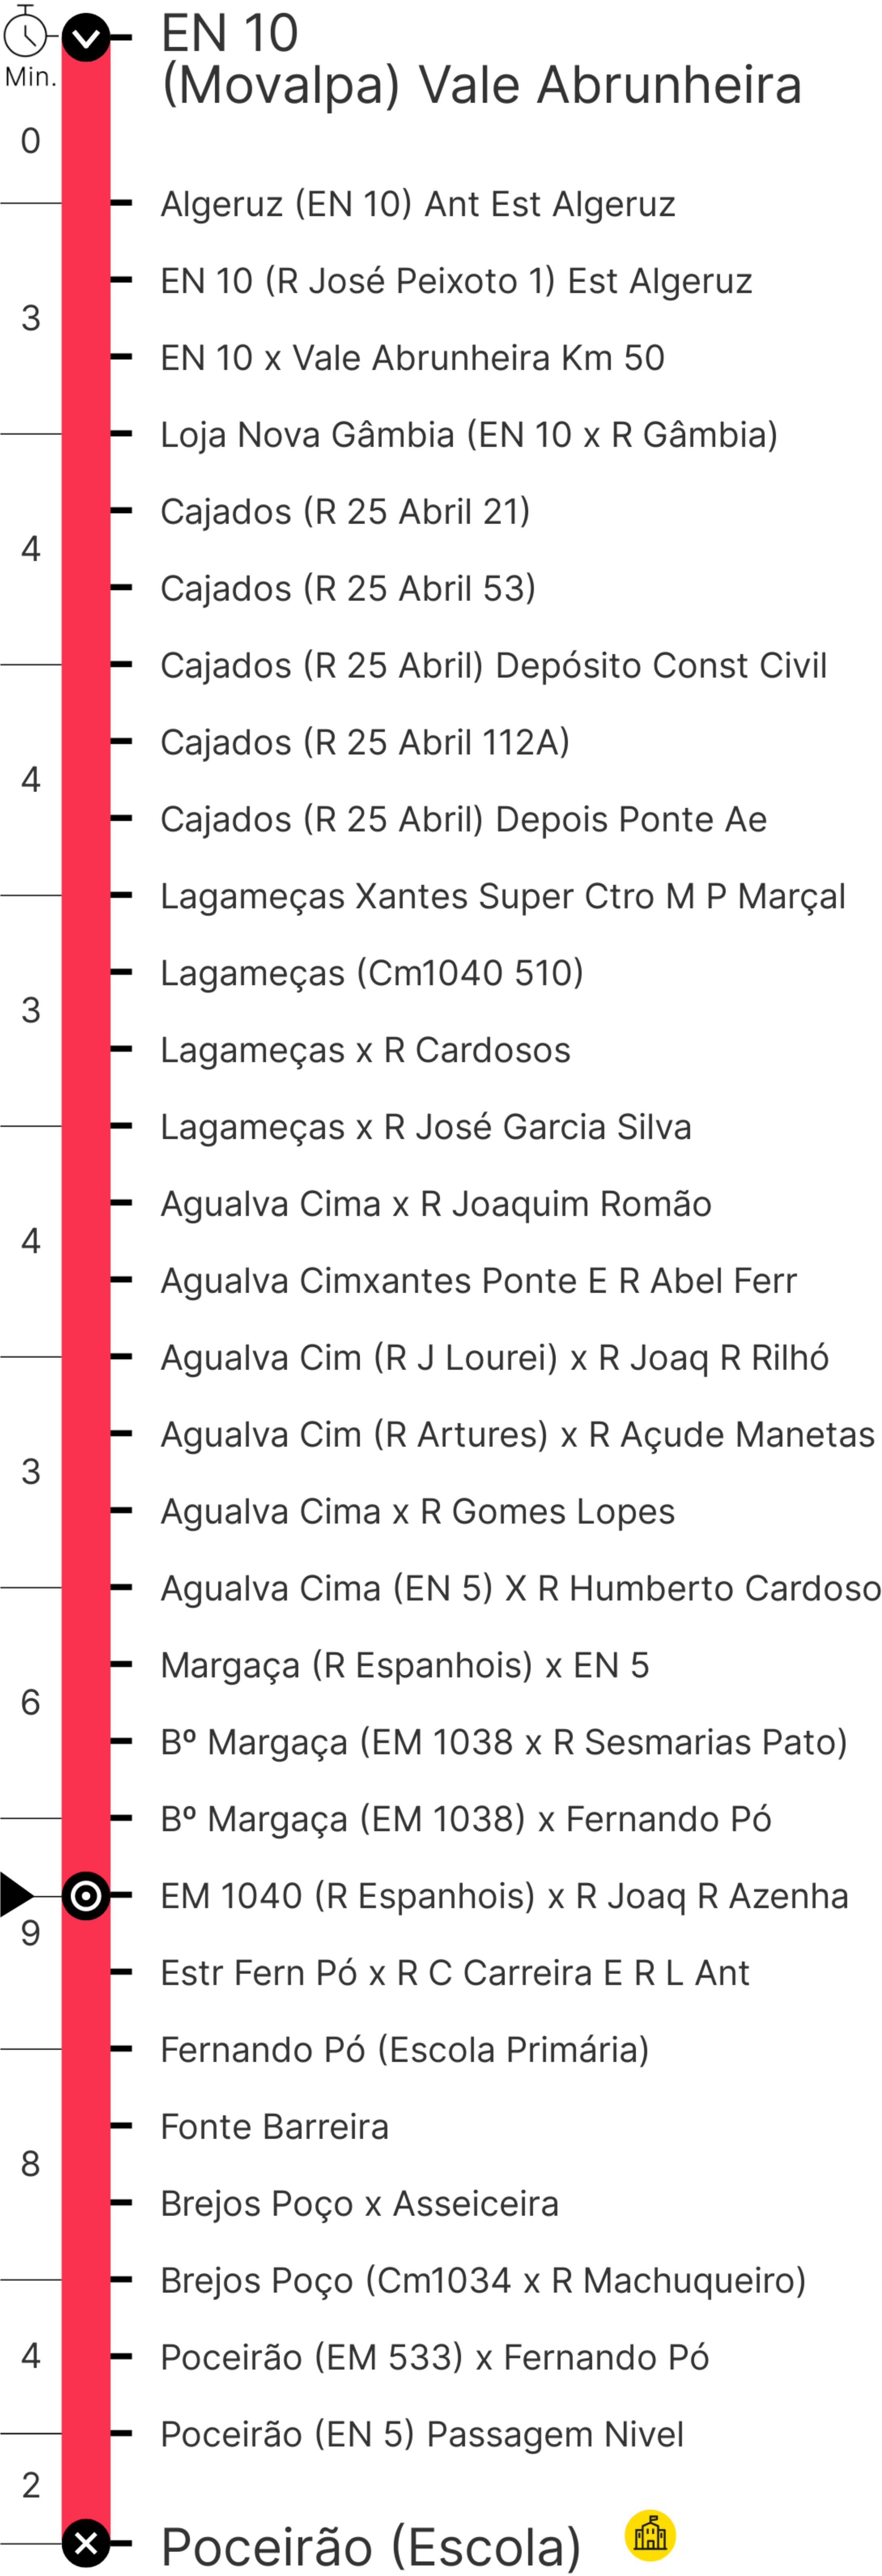 EN 10
Min.
(Movalpa) Vale Abrunheira
0
Algeruz (EN 10) Ant Est Algeruz
EN 10 (R José Peixoto 1) Est Algeruz
3
EN 10 x Vale Abrunheira Km 50
Loja Nova Gâmbia (EN 10 x R Gâmbia)
Cajados (R 25 Abril 21)
4
Cajados (R 25 Abril 53)
Cajados (R 25 Abril) Depósito Const Civil
Cajados (R 25 Abril 112A)
4
Cajados (R 25 Abril) Depois Ponte Ae
Lagameças Xantes Super Ctro M P Marçal
Lagameças (Cm1040 510)
3
Lagameças x R Cardosos
Lagameças x R José Garcia Silva
Agualva Cima x R Joaquim Romão
4
Agualva Cimxantes Ponte E R Abel Ferr
Agualva Cim (R J Lourei) x R Joaq R Rilhó
Agualva Cim (R Artures) x R Açude Manetas
3
Agualva Cima x R Gomes Lopes
Agualva Cima (EN 5) X R Humberto Cardoso
Margaça (R Espanhois) x EN 5
6
Bº Margaça (EM 1038 x R Sesmarias Pato)
Bº Margaça (EM 1038) x Fernando Pó
EM 1040 (R Espanhois) x R Joaq R Azenha
9
Estr Fern Pó x R C Carreira E R L Ant
Fernando Pó (Escola Primária)
Fonte Barreira
8
Brejos Poço x Asseiceira
Brejos Poço (Cm1034 x R Machuqueiro)
4
Poceirão (EM 533) x Fernando Pó
Poceirão (EN 5) Passagem Nivel
2
Poceirão (Escola)